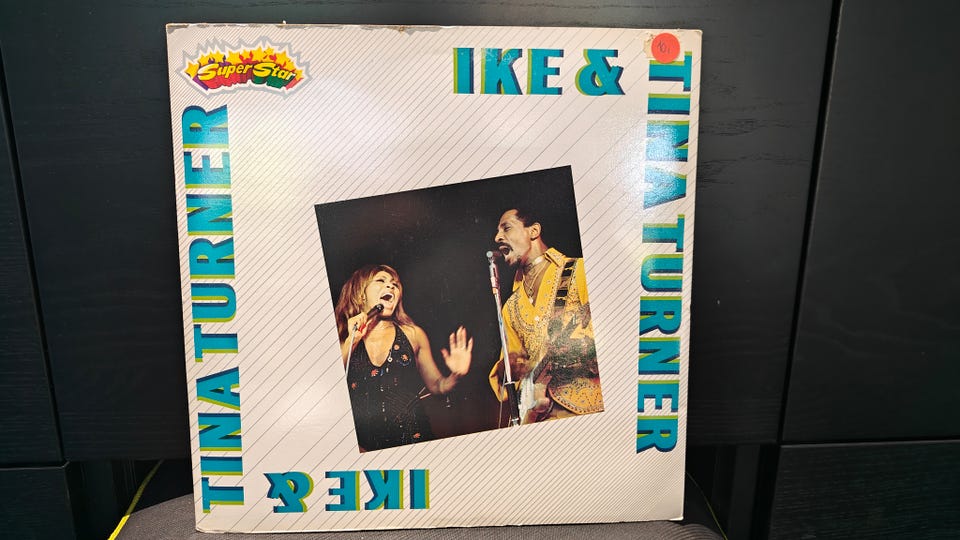 Super Star
IKE &
TINA TURNER
IKE &
TINA TURNER